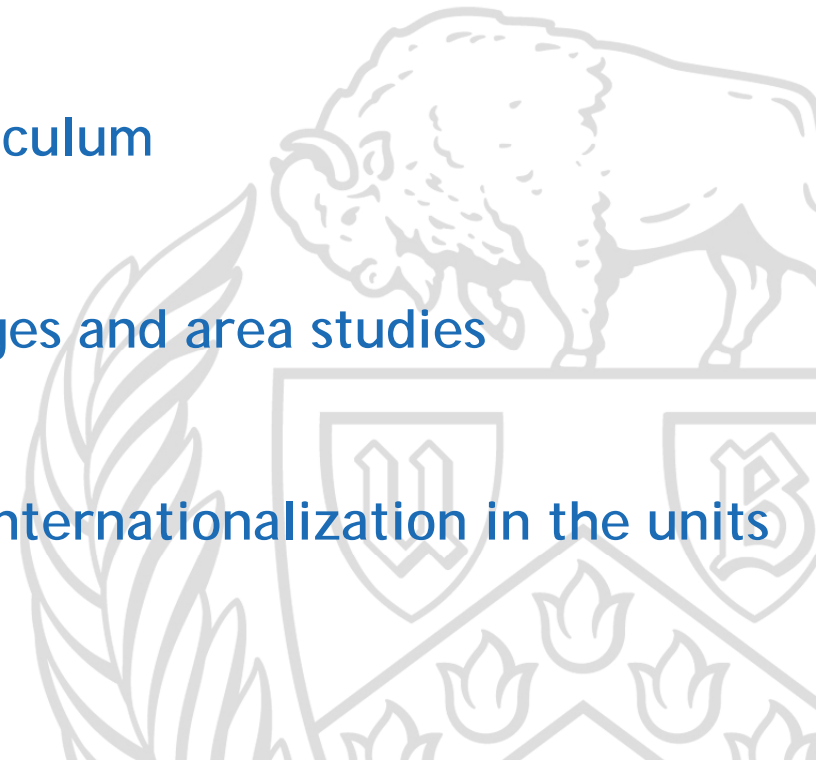 culum
ges and area studies
nternationalization in the units
U B